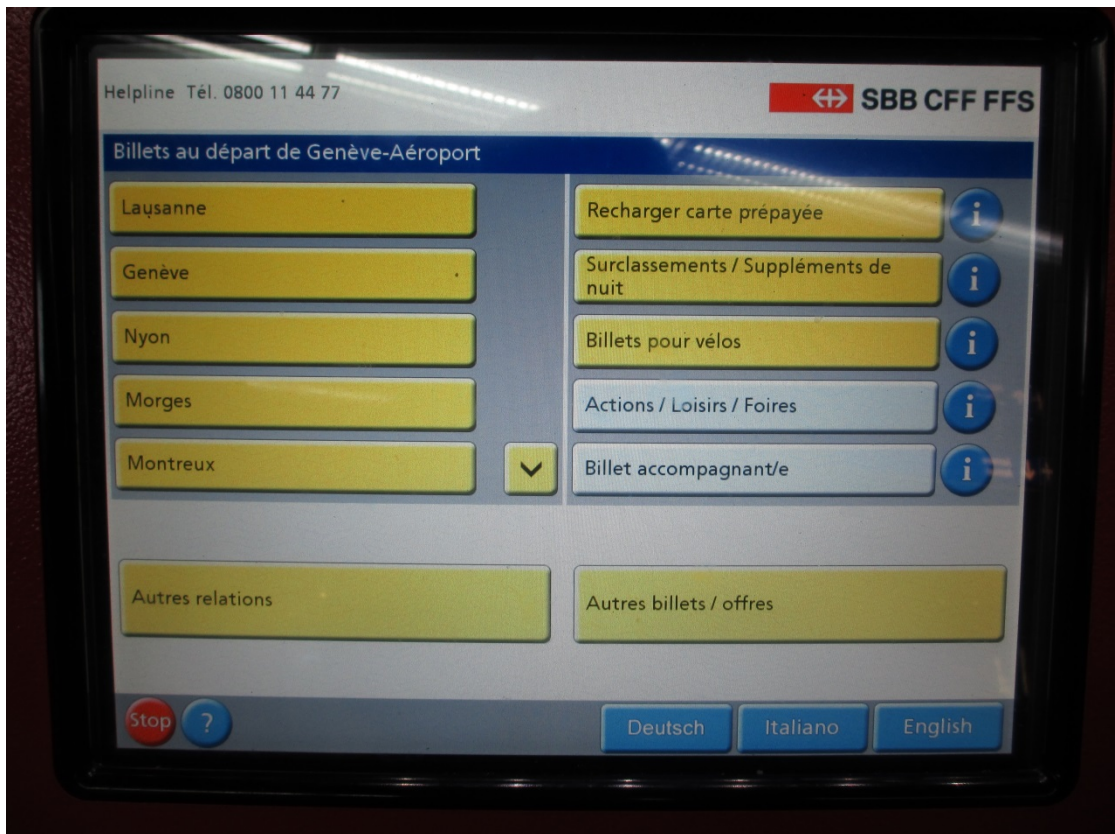 Helpline Tél. 0800 11 44 77
SBB CFF FFS
Billets au départ de Genève-Aéroport
Lausanne
Genève
Nyon
Morges
Montreux
Recharger carte prépayée
i
Surclassements / Suppléments de
nuit
i
Billets pour vélos
i
Actions / Loisirs / Foires
i
Billet accompagnant/e
i
Autres relations
Autres billets / offres
Stop
?
Deutsch
Italiano
English